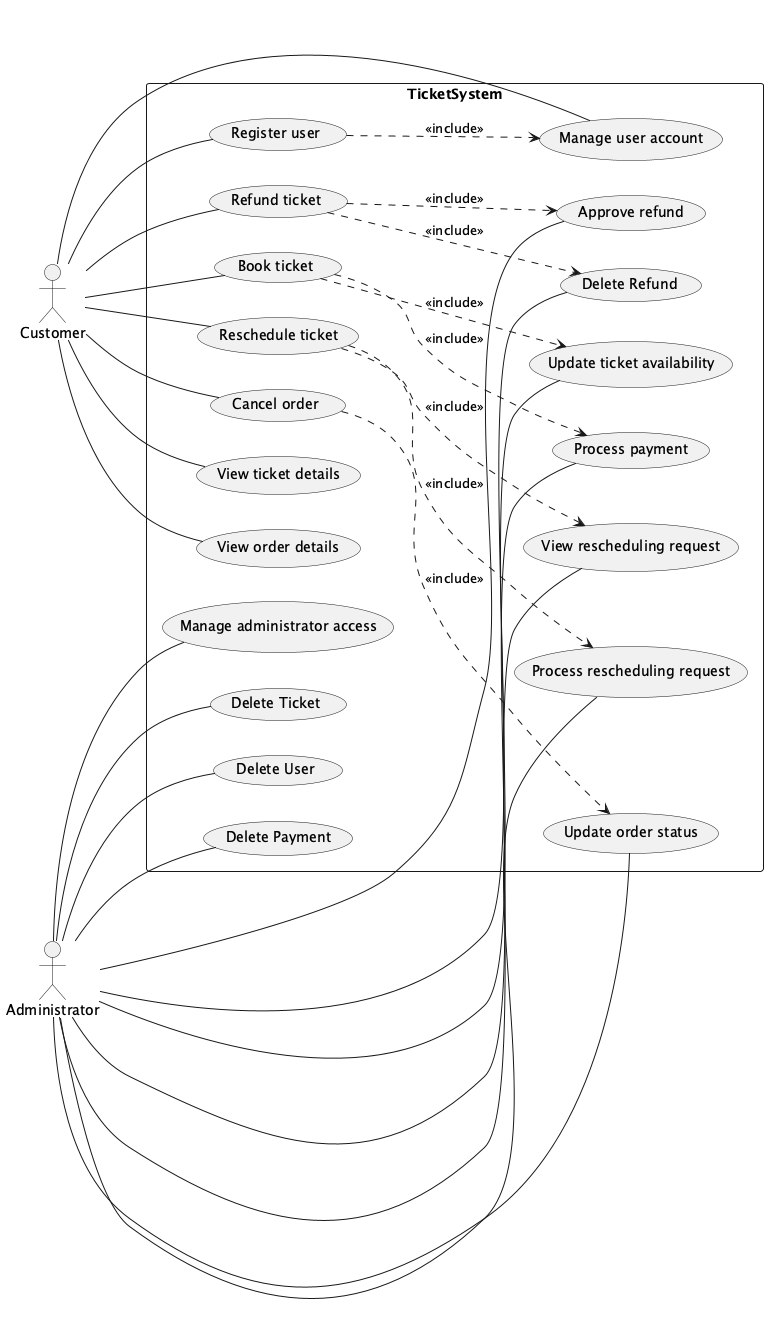 TicketSystem
Register user
«include»
Manage user account
Refund ticket
«include»
Approve refund
«include»
Book ticket
Delete Refund
«include»
Customer
Reschedule ticket
«include»
Update ticket availability
Cancel order
«include»
Process payment
View ticket details
«include»
View order details
View rescheduling request
«include»
Manage administrator access
Process rescheduling request
Delete Ticket
Delete User
Update order status
Delete Payment
Administrator